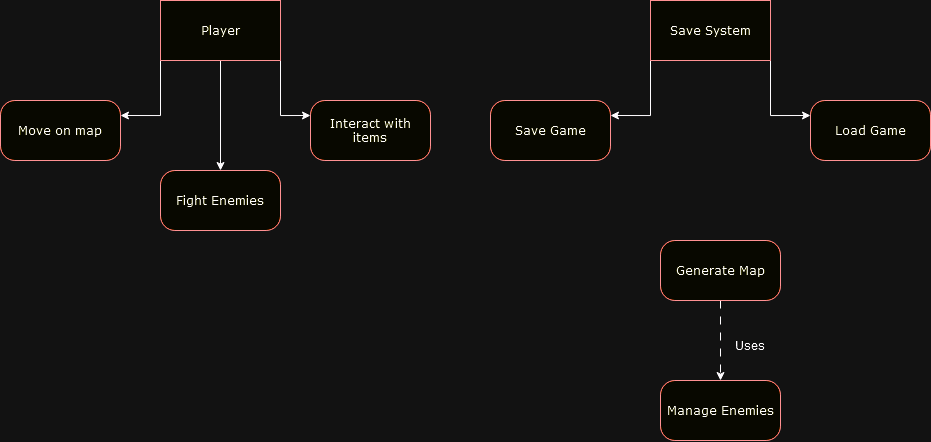 Player
Save System
Move on map
Interact with
items
Save Game
Load Game
Fight Enemies
Generate Map
Uses
Manage Enemies